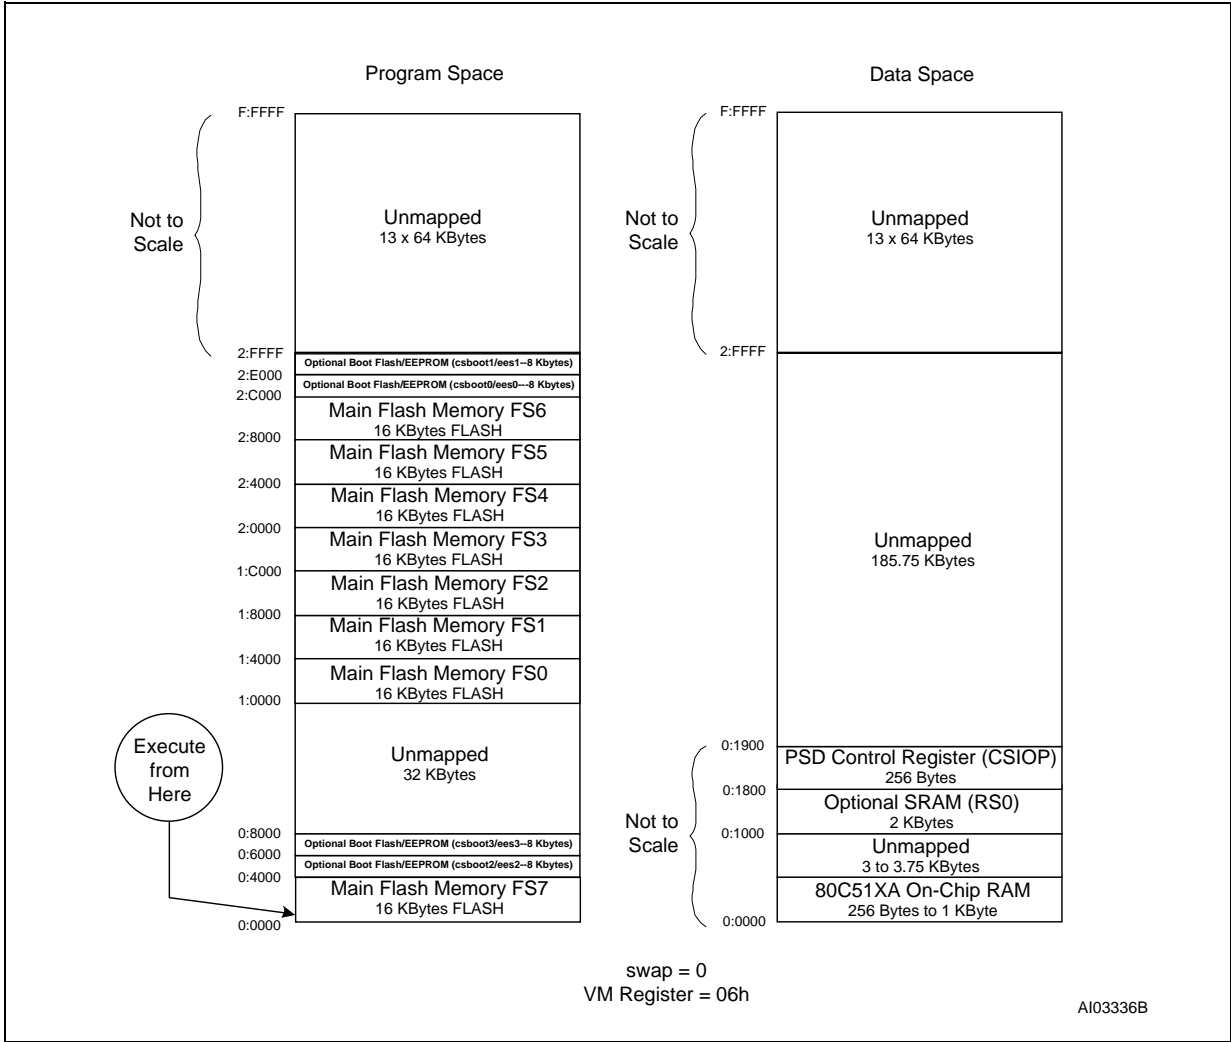 Program Space
F:FFFF
Not to
Scale
Unmapped
13 x 64 KBytes
2:FFFF
Optional Boot Flash/EEPROM (csboot1/ees1--8 Kbytes)
2:E000
Optional Boot Flash/EEPROM (csboot0/ees0---8 Kbytes)
2:C000
Main Flash Memory FS6
16 KBytes FLASH
2:8000
Main Flash Memory FS5
16 KBytes FLASH
2:4000
Main Flash Memory FS4
16 KBytes FLASH
2:0000
Main Flash Memory FS3
16 KBytes FLASH
1:C000
Main Flash Memory FS2
16 KBytes FLASH
1:8000
Main Flash Memory FS1
16 KBytes FLASH
1:4000
Main Flash Memory FS0
16 KBytes FLASH
1:0000
Unmapped
32 KBytes
Execute
from
Here
0:8000
Optional Boot Flash/EEPROM (csboot3/ees3--8 Kbytes)
0:6000
Optional Boot Flash/EEPROM (csboot2/ees2--8 Kbytes)
0:4000
Main Flash Memory FS7
16 KBytes FLASH
0:0000
Data Space
F:FFFF
Not to
Scale
Unmapped
13 x 64 KBytes
2:FFFF
Unmapped
185.75 KBytes
0:1900
PSD Control Register (CSIOP)
256 Bytes
0:1800
Optional SRAM (RS0)
2 KBytes
0:1000
Not to
Scale
Unmapped
3 to 3.75 KBytes
80C51XA On-Chip RAM
256 Bytes to 1 KByte
0:0000
swap = 0
VM Register = 06h
AI03336B